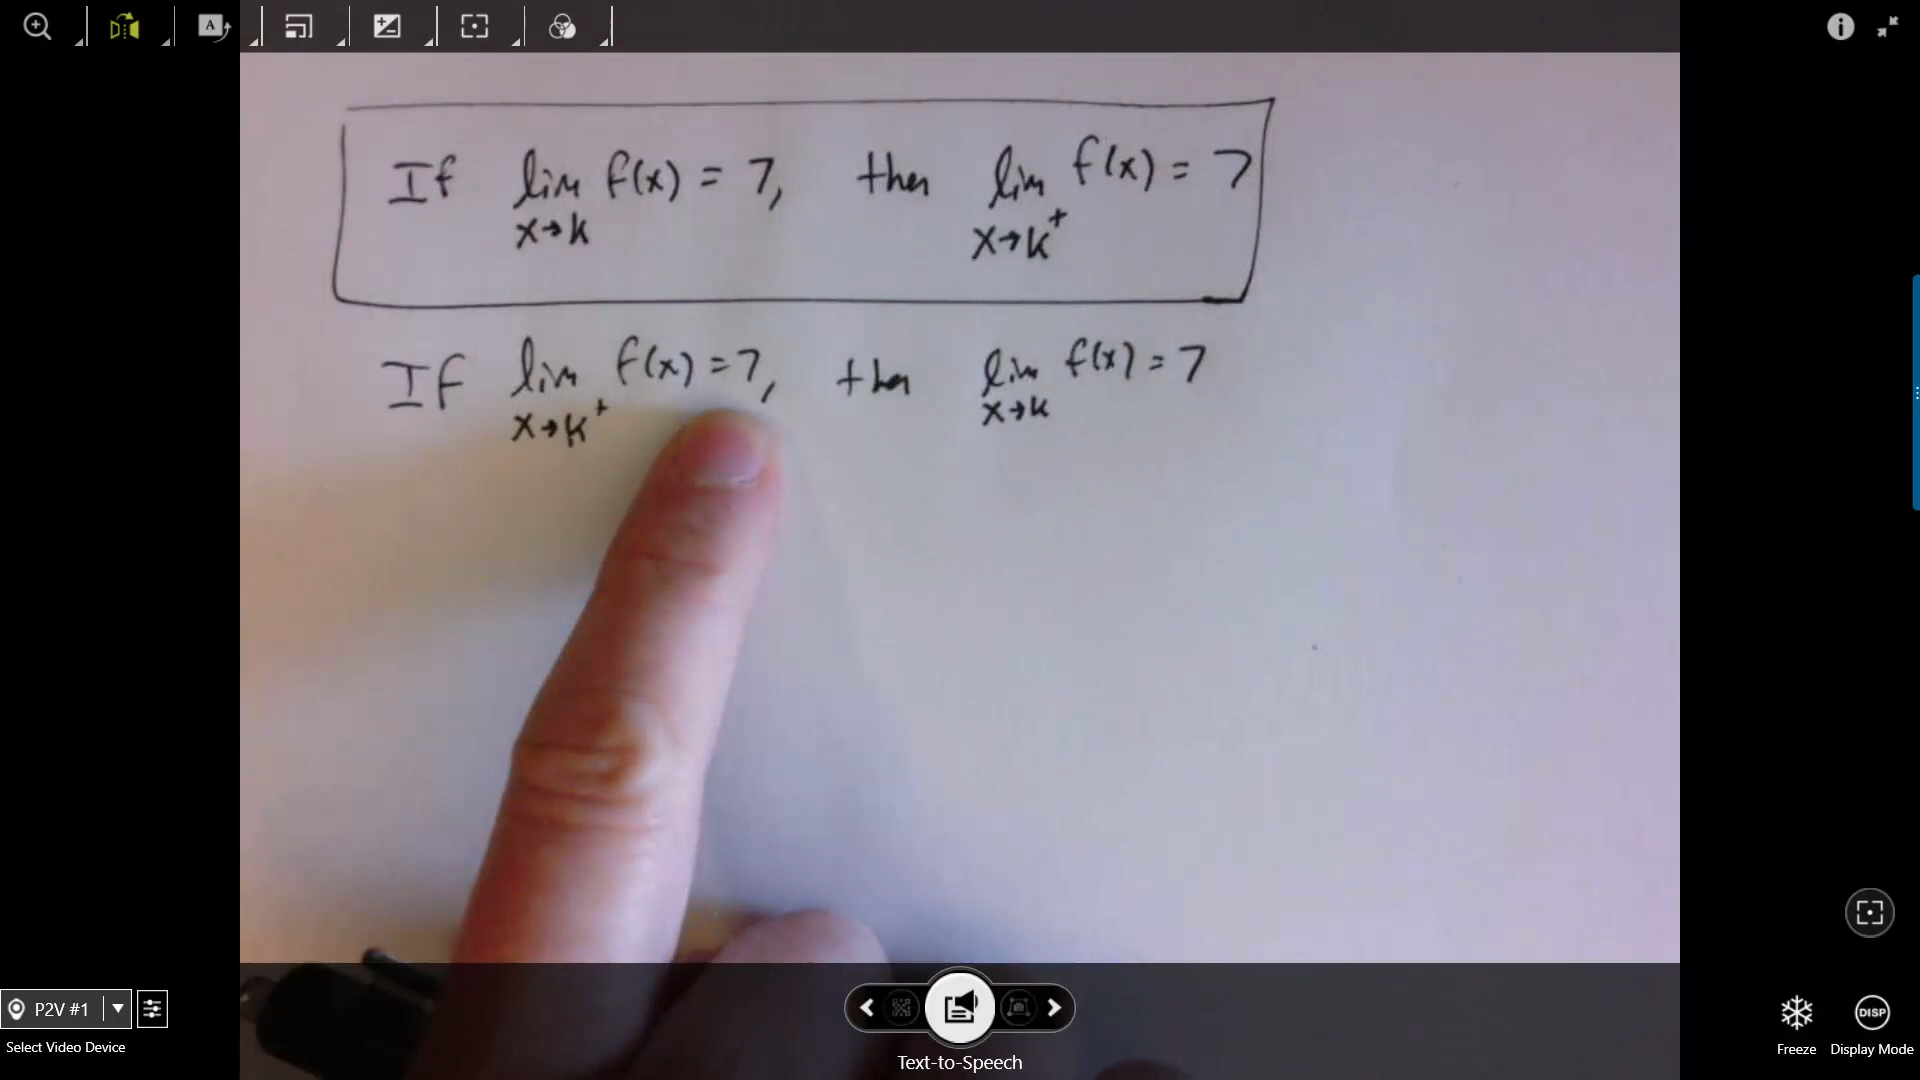 A
If lim f(x) = 7, then lim f(x) = 7
x→k x→k⁺
If lim f(x) = 7, then lim f(x) = 7
x→k⁺ x→k
P2V #1
Select Video Device
Text-to-Speech
Freeze
DISP
Display Mode